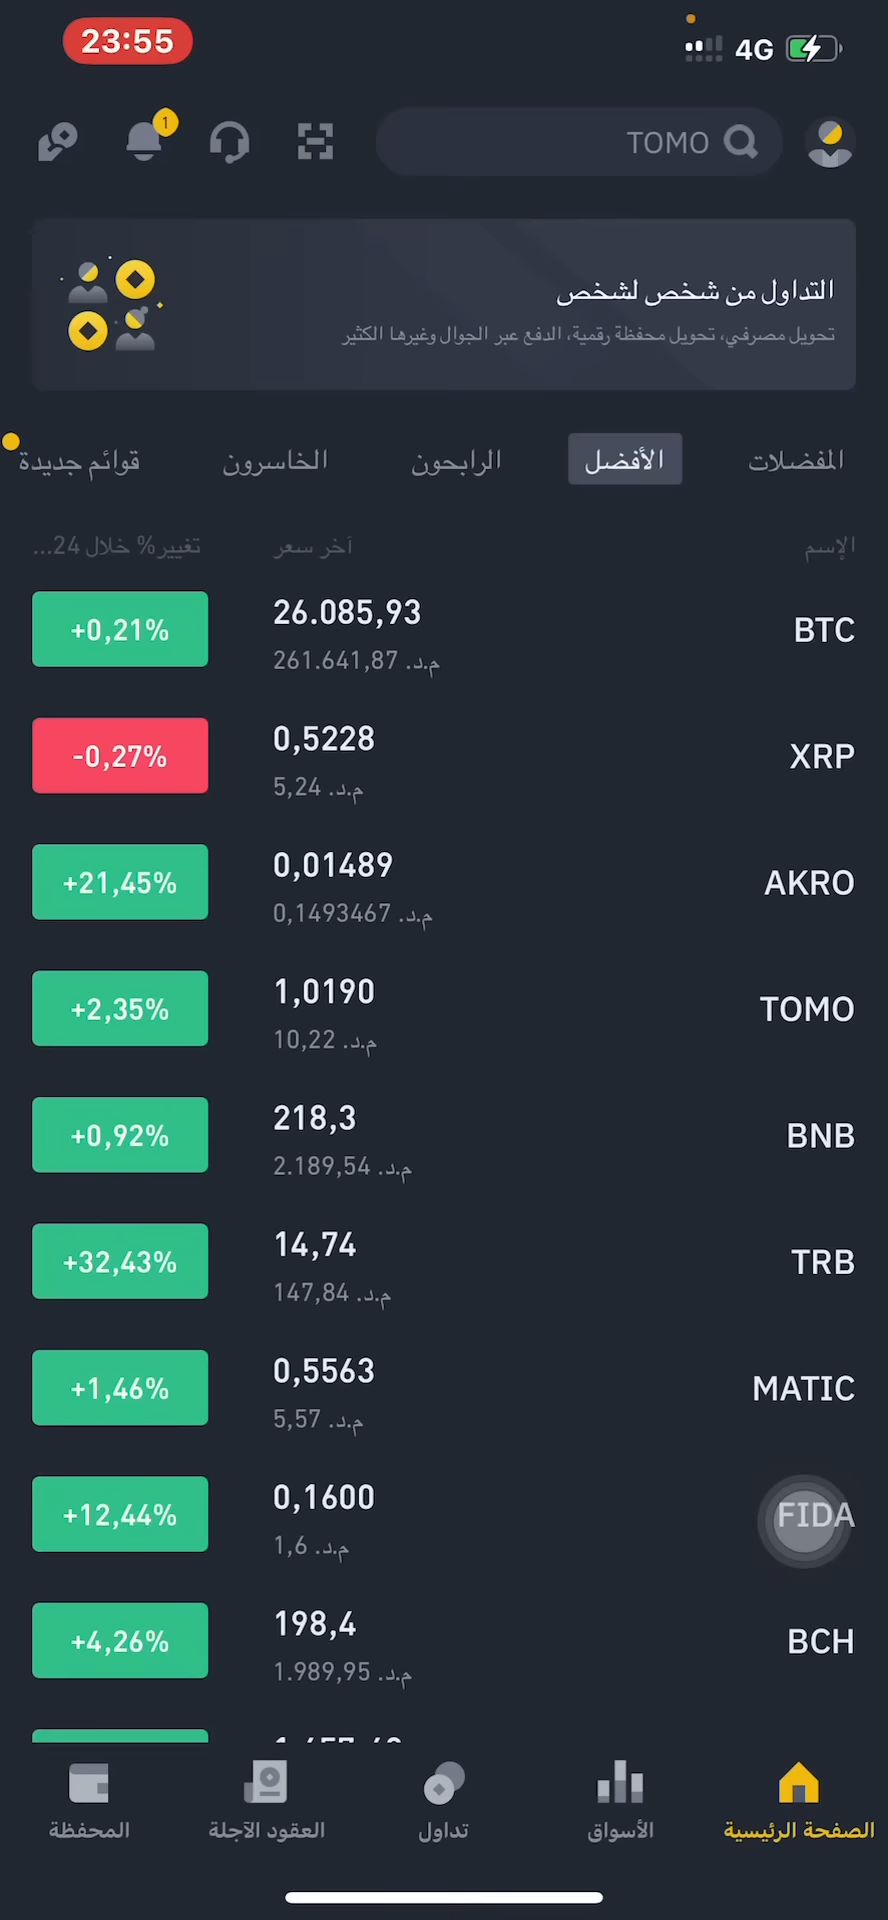 23:55
4G
1
TOMO
التداول من شخص لشخص
تحويل مصرفي، تحويل محفظة رقمية، الدفع عبر الجوال وغيرها الكثير
المفضلات
الأفضل
الرابحون
الخاسرون
قوائم جديدة
الإسم
آخر سعر
تغيير% خلال 24...
BTC
26.085,93
م.د. 261.641,87
+0,21%
XRP
0,5228
م.د. 5,24
-0,27%
AKRO
0,01489
م.د. 0,1493467
+21,45%
TOMO
1,0190
م.د. 10,22
+2,35%
BNB
218,3
م.د. 2.189,54
+0,92%
TRB
14,74
م.د. 147,84
+32,43%
MATIC
0,5563
م.د. 5,57
+1,46%
FIDA
0,1600
م.د. 1,6
+12,44%
BCH
198,4
م.د. 1.989,95
+4,26%
الصفحة الرئيسية
الأسواق
تداول
العقود الآجلة
المحفظة